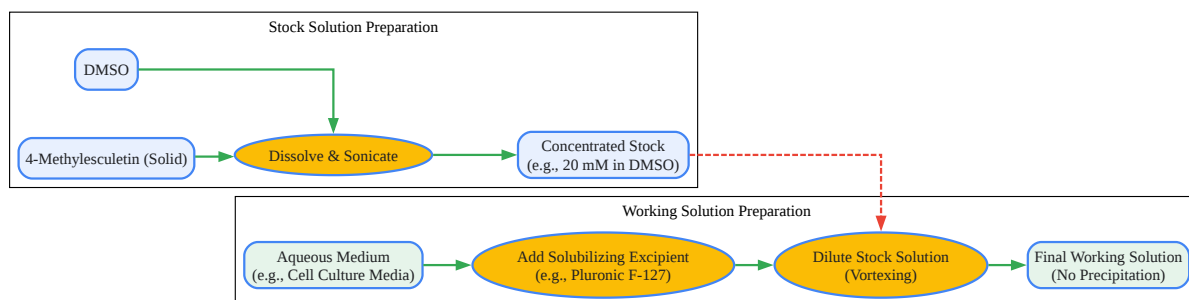 Stock Solution Preparation
DMSO
4-Methylesculetin (Solid)
Dissolve & Sonicate
Concentrated Stock
(e.g., 20 mM in DMSO)
Working Solution Preparation
Aqueous Medium
(e.g., Cell Culture Media)
Add Solubilizing Excipient
(e.g., Pluronic F-127)
Dilute Stock Solution
(Vortexing)
Final Working Solution
(No Precipitation)